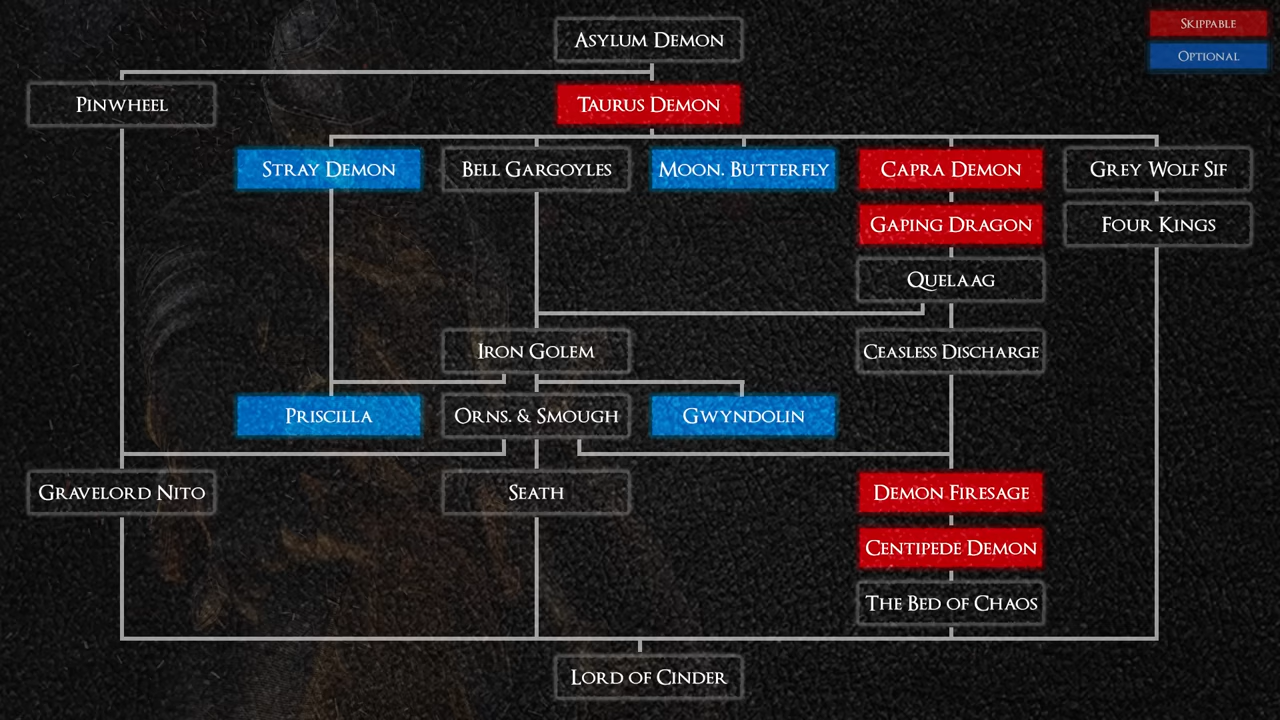 Asylum Demon
Skippable
Optional
Pinwheel
Taurus Demon
Stray Demon
Bell Gargoyles
Moon. Butterfly
Capra Demon
Grey Wolf Sif
Gaping Dragon
Four Kings
Quelaag
Iron Golem
Ceasless Discharge
Priscilla
Orns. & Smough
Gwyndolin
Gravelord Nito
Seath
Demon Firesage
Centipede Demon
The Bed of Chaos
Lord of Cinder